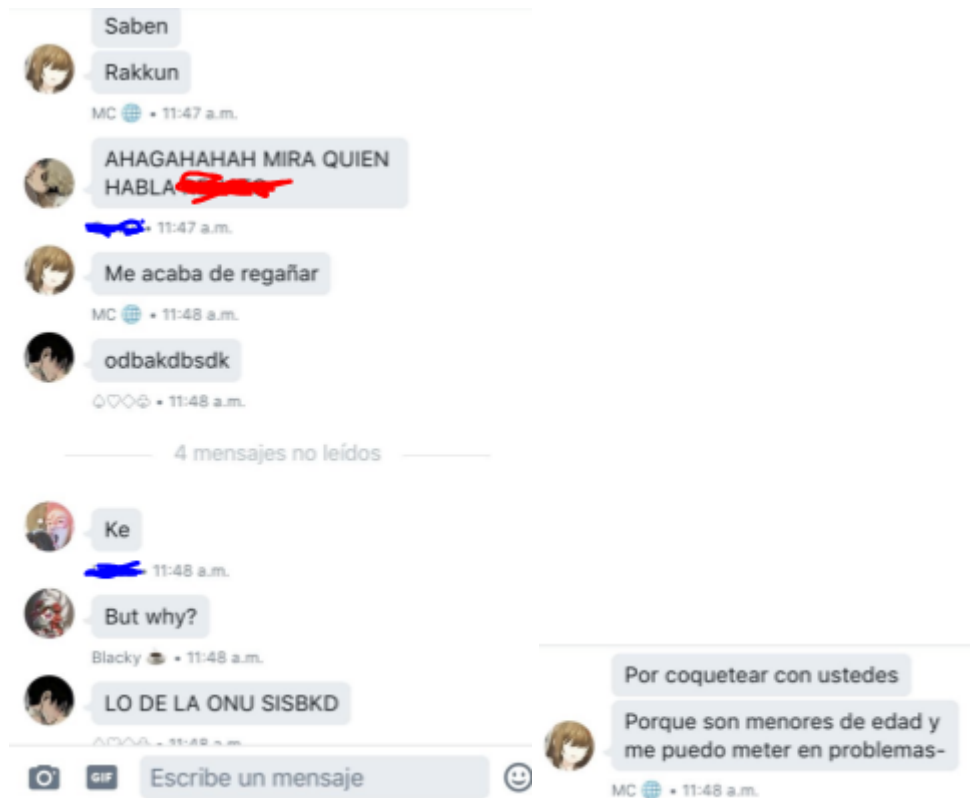 Saben
Rakkun
MC 🌐 • 11:47 a.m.
AHAGAHAHAH MIRA QUIEN
HABLA
• 11:47 a.m.
Me acaba de regañar
MC 🌐 • 11:48 a.m.
odbakdbsdk
♤♡♢♧ • 11:48 a.m.
4 mensajes no leídos
Ke
11:48 a.m.
But why?
Blacky ☕ • 11:48 a.m.
LO DE LA ONU SISBKD
♤♡♢♧ • 11:48 a.m.
GIF
Escribe un mensaje
Por coquetear con ustedes
Porque son menores de edad y
me puedo meter en problemas-
MC 🌐 • 11:48 a.m.